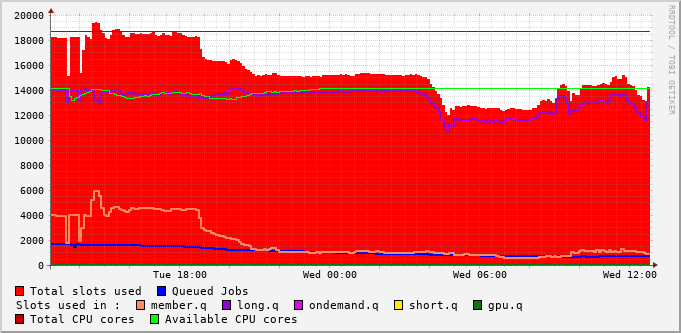 RRDTOOL / TOBI OETIKER
20000
18000
16000
14000
12000
10000
8000
6000
4000
2000
0
Tue 18:00 Wed 00:00 Wed 06:00 Wed 12:00
Total slots used Queued Jobs
Slots used in : member.q long.q ondemand.q short.q gpu.q
Total CPU cores Available CPU cores